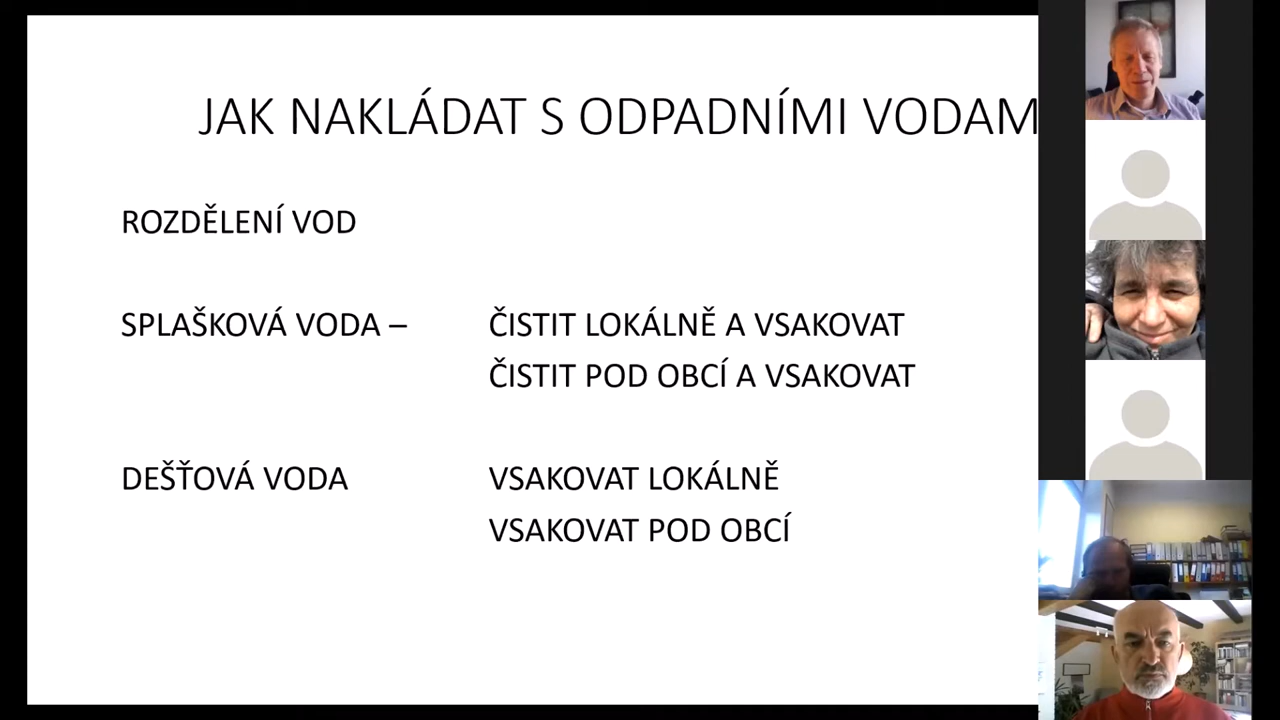 JAK NAKLÁDAT S ODPADNÍMI VODAM
ROZDĚLENÍ VOD
SPLAŠKOVÁ VODA – ČISTIT LOKÁLNĚ A VSAKOVAT
ČISTIT POD OBCÍ A VSAKOVAT
DEŠŤOVÁ VODA VSAKOVAT LOKÁLNĚ
VSAKOVAT POD OBCÍ